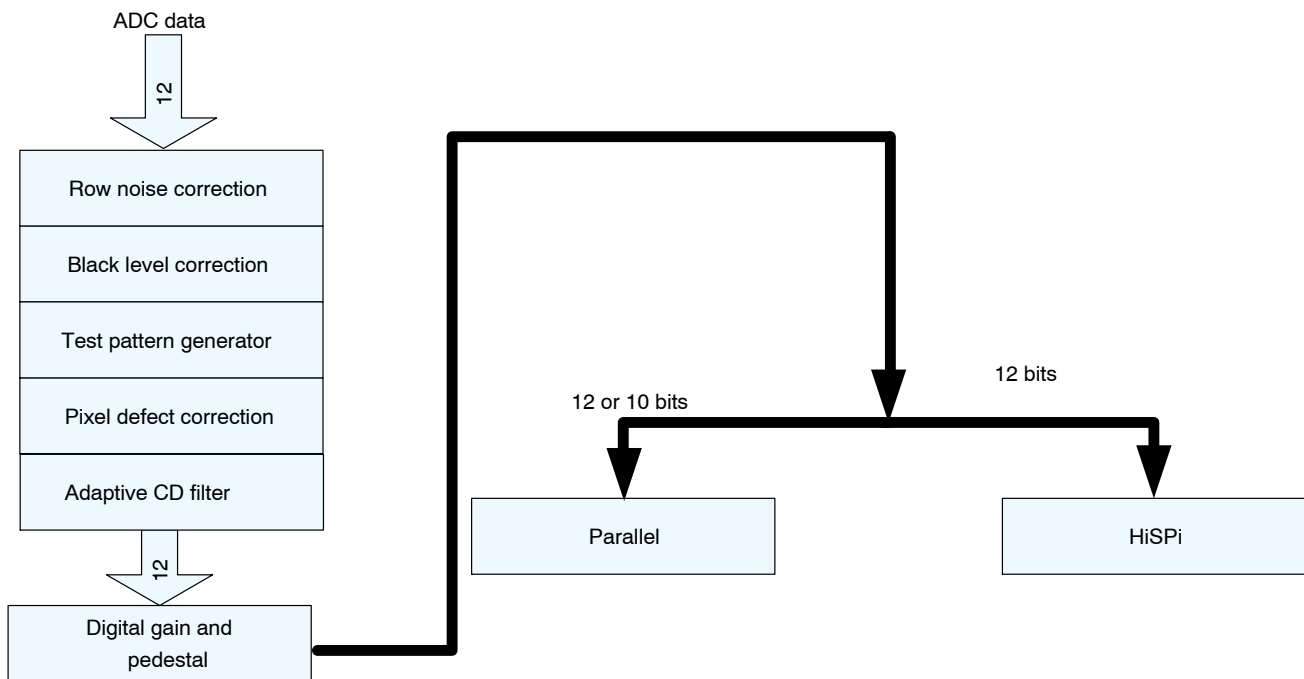 ADC data
12
Row noise correction
Black level correction
Test pattern generator
Pixel defect correction
Adaptive CD filter
12
Digital gain and
pedestal
12 or 10 bits
12 bits
Parallel
HiSPi